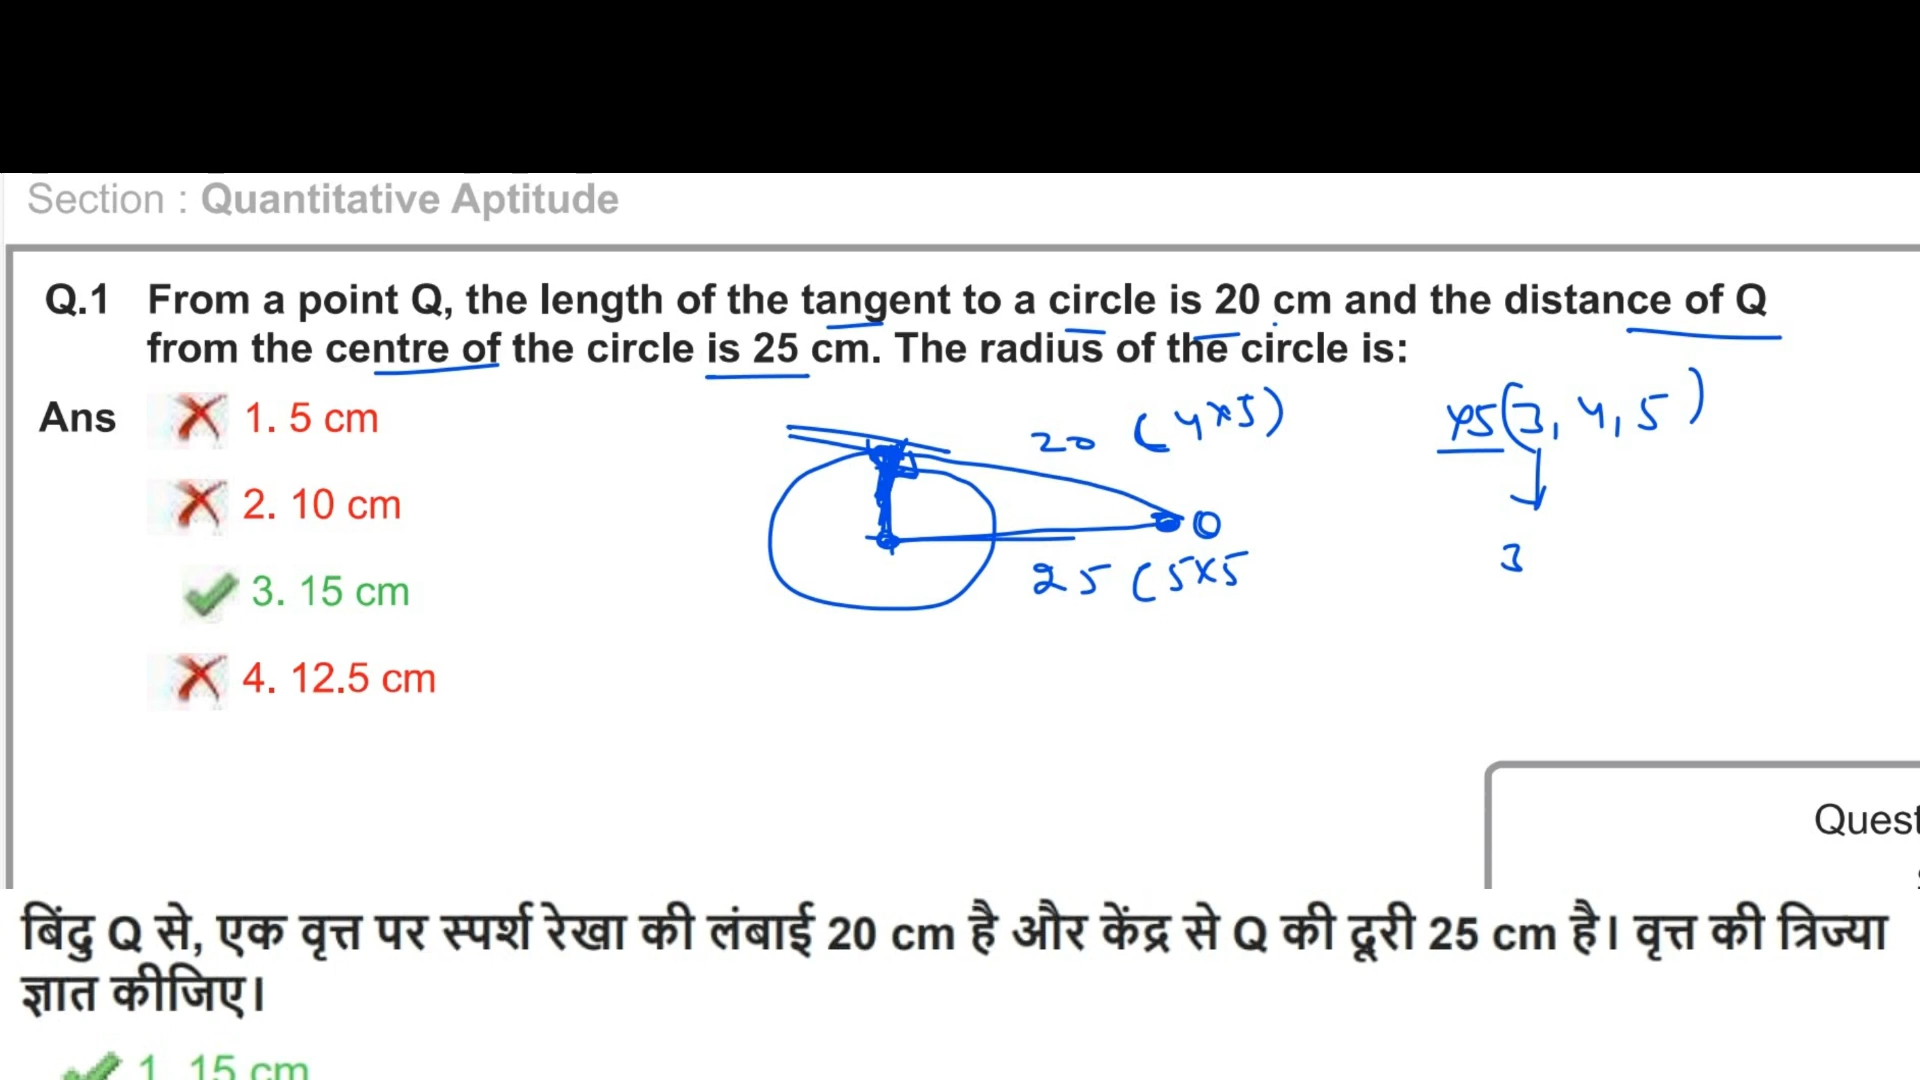 Section : Quantitative Aptitude
Q.1 From a point Q, the length of the tangent to a circle is 20 cm and the distance of Q
from the centre of the circle is 25 cm. The radius of the circle is:
Ans 1. 5 cm
2. 10 cm
3. 15 cm
4. 12.5 cm
20 (4×5)
(3, 4, 5)
Q
25 (5×5
3
Quest
बिंदु Q से, एक वृत्त पर स्पर्श रेखा की लंबाई 20 cm है और केंद्र से Q की दूरी 25 cm है। वृत्त की त्रिज्या
ज्ञात कीजिए।
1. 15 cm